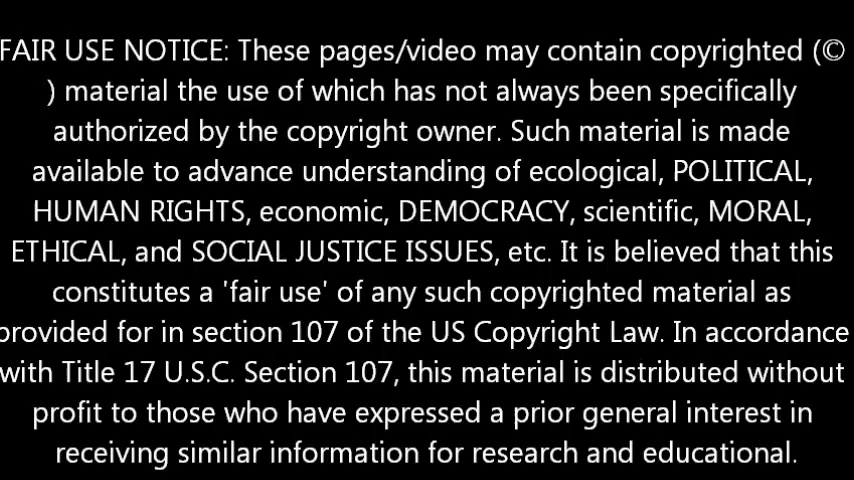 FAIR USE NOTICE: These pages/video may contain copyrighted (©
) material the use of which has not always been specifically
authorized by the copyright owner. Such material is made
available to advance understanding of ecological, POLITICAL,
HUMAN RIGHTS, economic, DEMOCRACY, scientific, MORAL,
ETHICAL, and SOCIAL JUSTICE ISSUES, etc. It is believed that this
constitutes a 'fair use' of any such copyrighted material as
provided for in section 107 of the US Copyright Law. In accordance
with Title 17 U.S.C. Section 107, this material is distributed without
profit to those who have expressed a prior general interest in
receiving similar information for research and educational.